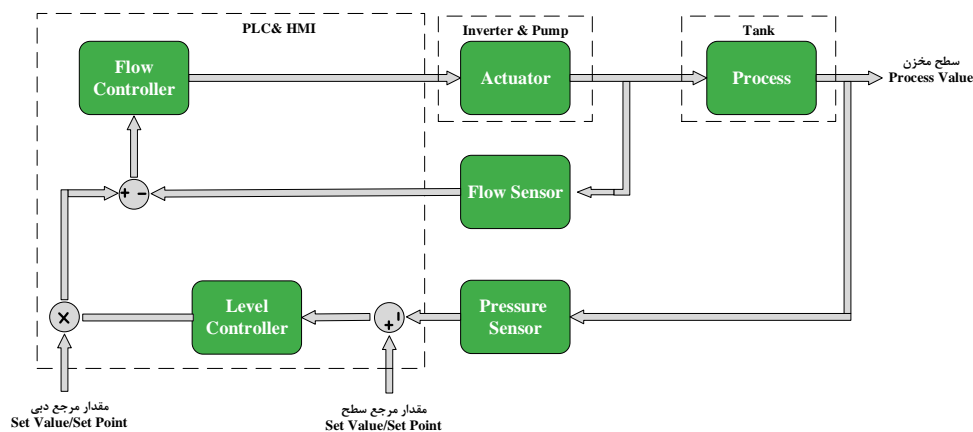 PLC& HMI
Inverter & Pump
Tank
Flow
Controller
Actuator
Process
سطح مخزن
Process Value
+ −
Flow Sensor
×
Level
Controller
+ −
Pressure
Sensor
مقدار مرجع دبی
Set Value/Set Point
مقدار مرجع سطح
Set Value/Set Point